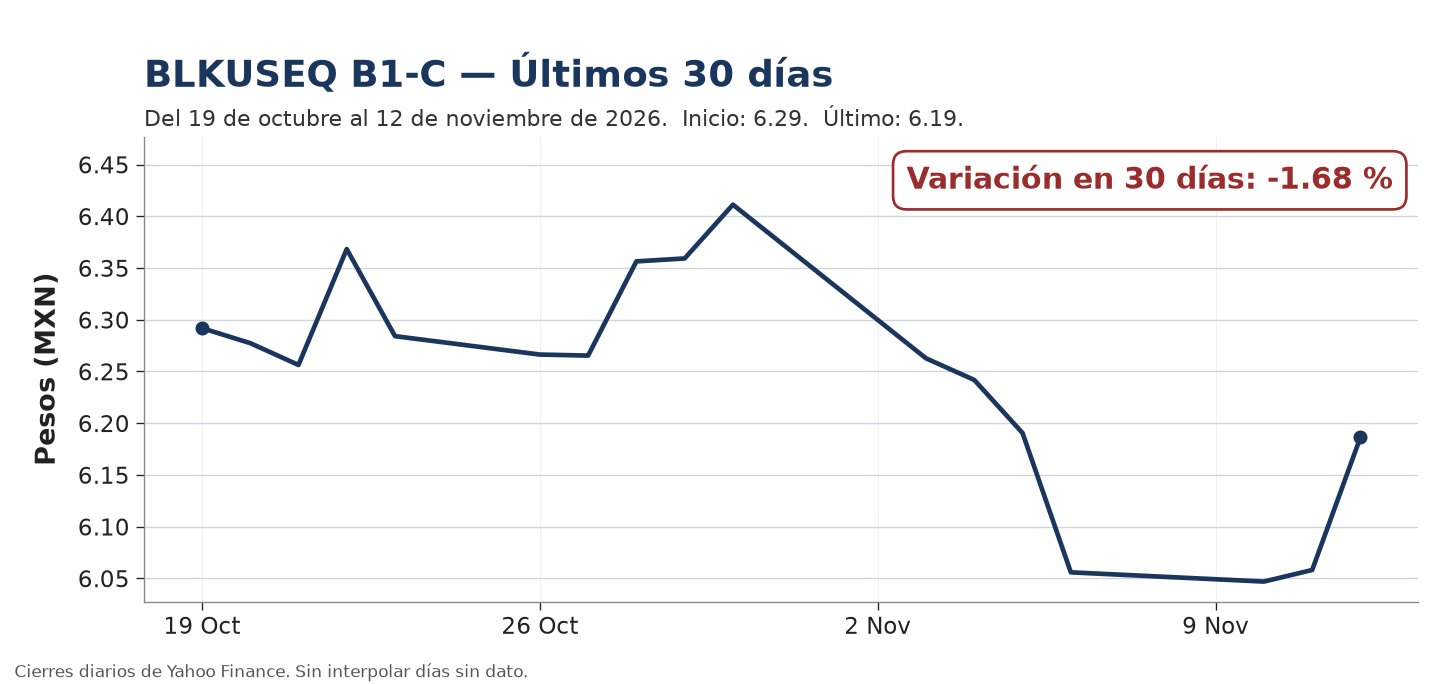 BLKUSEQ B1-C — Últimos 30 días
Del 19 de octubre al 12 de noviembre de 2026.  Inicio: 6.29.  Último: 6.19.
Variación en 30 días: -1.68 %
Pesos (MXN)
6.45
6.40
6.35
6.30
6.25
6.20
6.15
6.10
6.05
19 Oct
26 Oct
2 Nov
9 Nov
Cierres diarios de Yahoo Finance. Sin interpolar días sin dato.